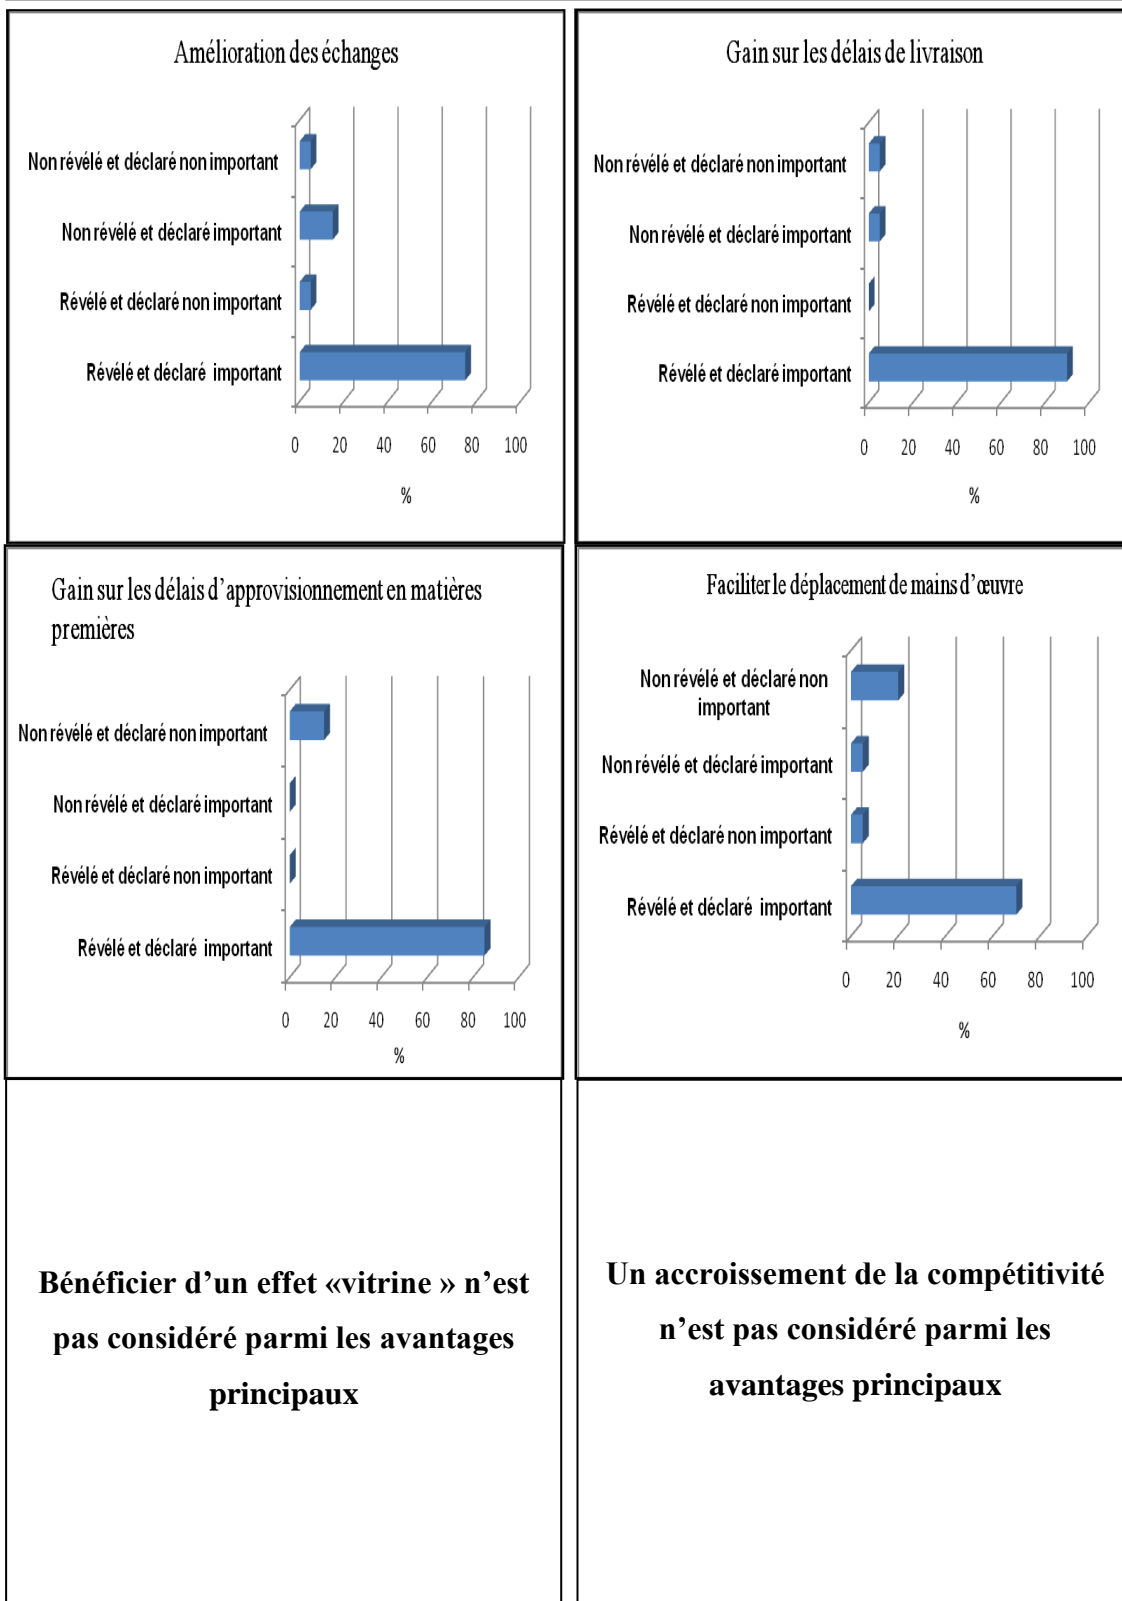 Amélioration des échanges
Non révélé et déclaré non important
Non révélé et déclaré important
Révélé et déclaré non important
Révélé et déclaré important
0 20 40 60 80 100
%
Gain sur les délais de livraison
Non révélé et déclaré non important
Non révélé et déclaré important
Révélé et déclaré non important
Révélé et déclaré important
0 20 40 60 80 100
%
Gain sur les délais d’approvisionnement en matières
premières
Non révélé et déclaré non important
Non révélé et déclaré important
Révélé et déclaré non important
Révélé et déclaré important
0 20 40 60 80 100
%
Faciliter le déplacement de mains d’œuvre
Non révélé et déclaré non
important
Non révélé et déclaré important
Révélé et déclaré non important
Révélé et déclaré important
0 20 40 60 80 100
%
Bénéficier d’un effet «vitrine » n’est
pas considéré parmi les avantages
principaux
Un accroissement de la compétitivité
n’est pas considéré parmi les
avantages principaux